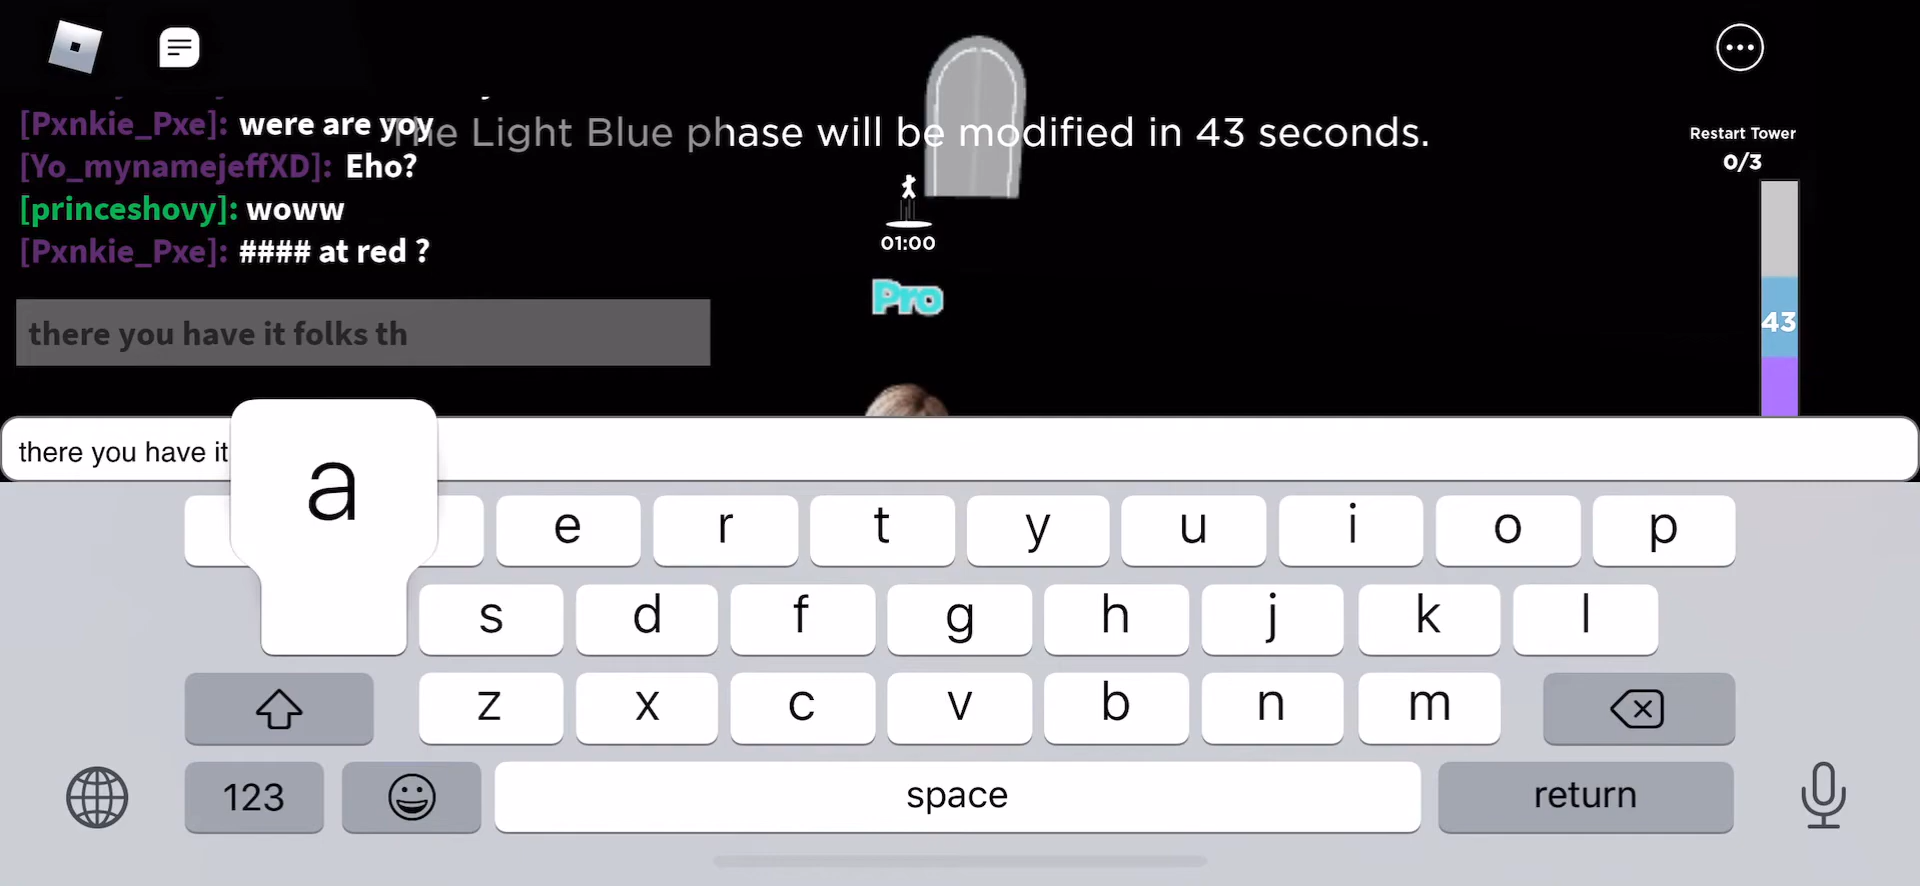 [Pxnkie_Pxe]: were are yoy
The Light Blue phase will be modified in 43 seconds.
[Yo_mynamejeffXD]: Eho?
[princeshovy]: woww
[Pxnkie_Pxe]: #### at red ?
Restart Tower
0/3
01:00
Pro
43
there you have it folks th
there you have it
a
e r t y u i o p
s d f g h j k l
z x c v b n m
123 space return